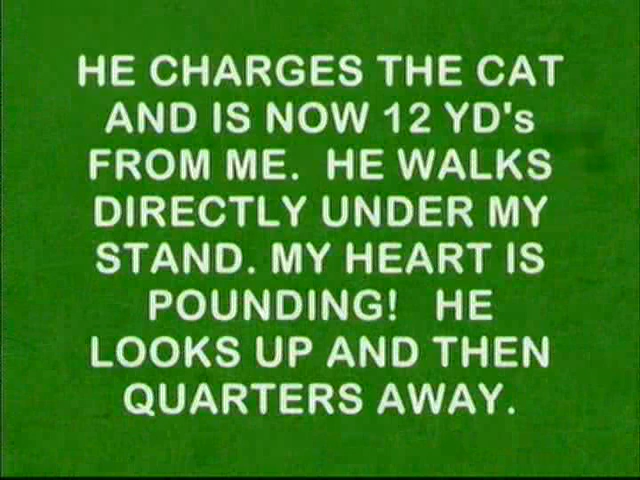 HE CHARGES THE CAT
AND IS NOW 12 YD's
FROM ME.  HE WALKS
DIRECTLY UNDER MY
STAND. MY HEART IS
POUNDING!   HE
LOOKS UP AND THEN
QUARTERS AWAY.